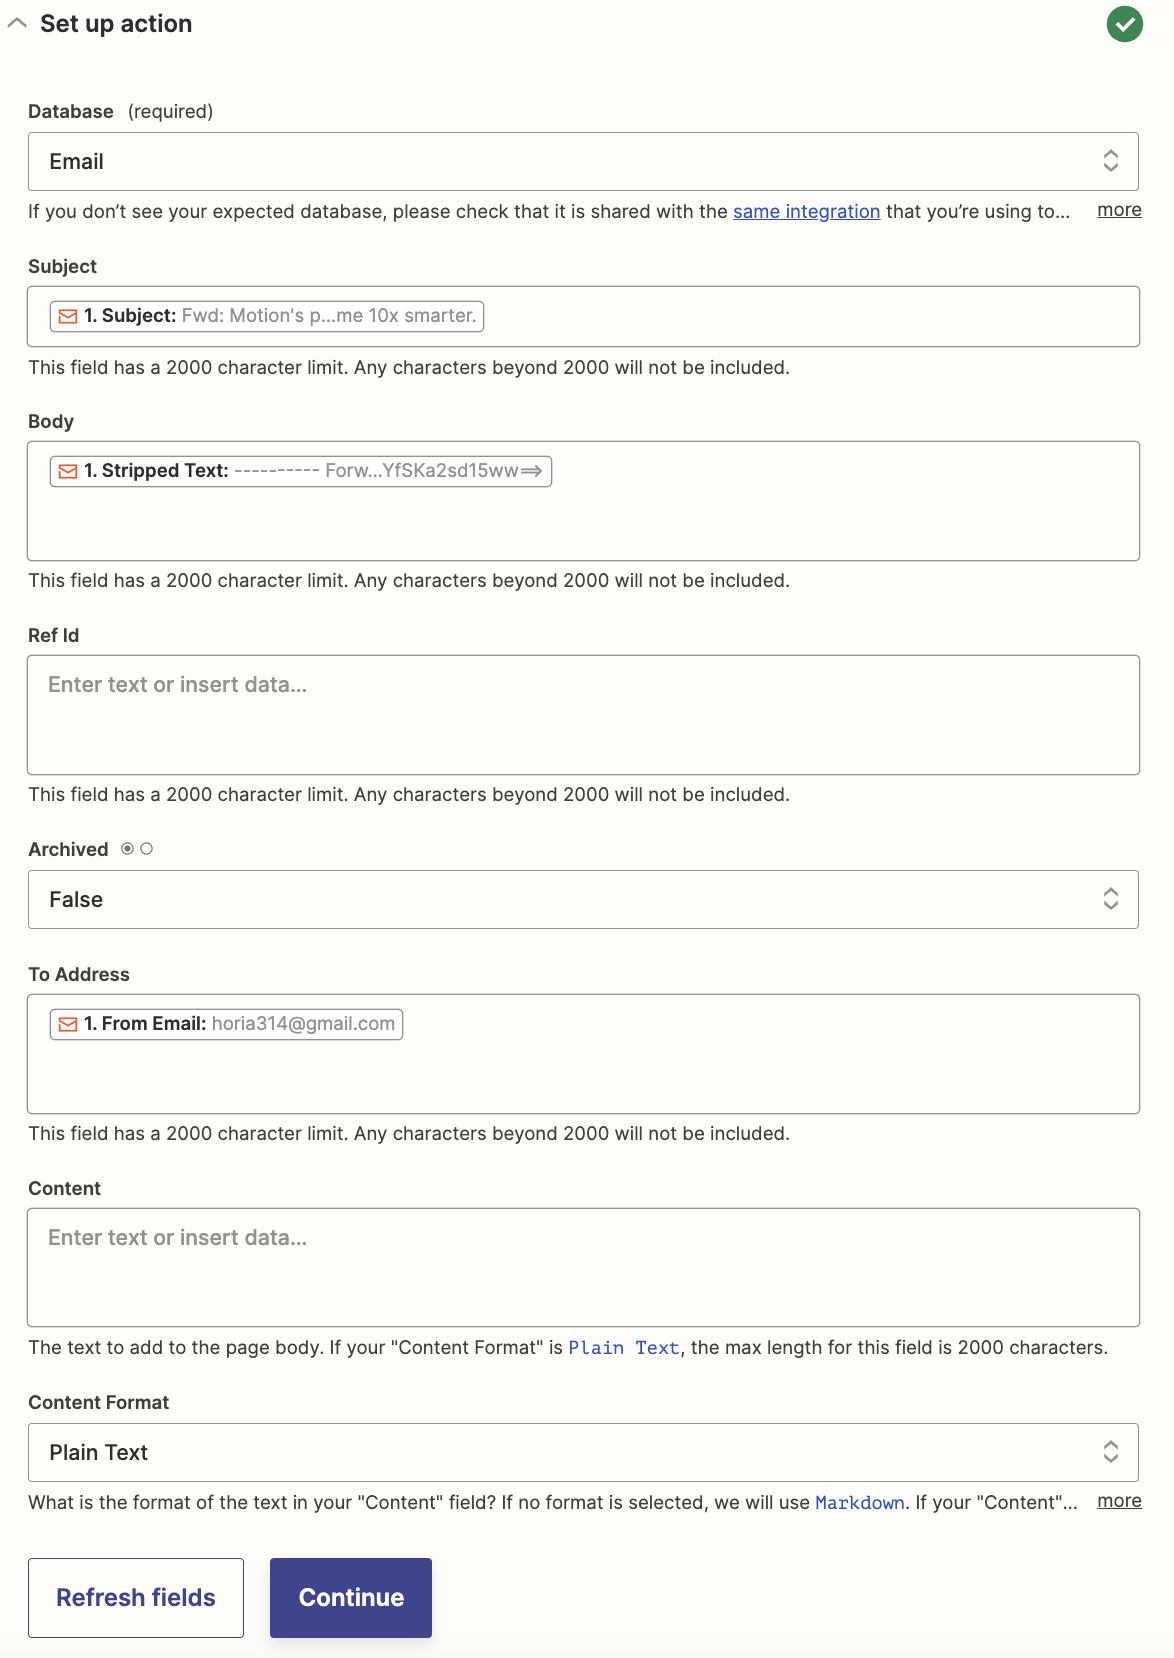 Set up action
Database (required)
Email
If you don’t see your expected database, please check that it is shared with the same integration that you’re using to... more
Subject
1. Subject: Fwd: Motion's p...me 10x smarter.
This field has a 2000 character limit. Any characters beyond 2000 will not be included.
Body
1. Stripped Text: ---------- Forw...YfSKa2sd15ww==>
This field has a 2000 character limit. Any characters beyond 2000 will not be included.
Ref Id
Enter text or insert data...
This field has a 2000 character limit. Any characters beyond 2000 will not be included.
Archived
False
To Address
1. From Email: horia314@gmail.com
This field has a 2000 character limit. Any characters beyond 2000 will not be included.
Content
Enter text or insert data...
The text to add to the page body. If your "Content Format" is Plain Text, the max length for this field is 2000 characters.
Content Format
Plain Text
What is the format of the text in your "Content" field? If no format is selected, we will use Markdown. If your "Content"... more
Refresh fields Continue